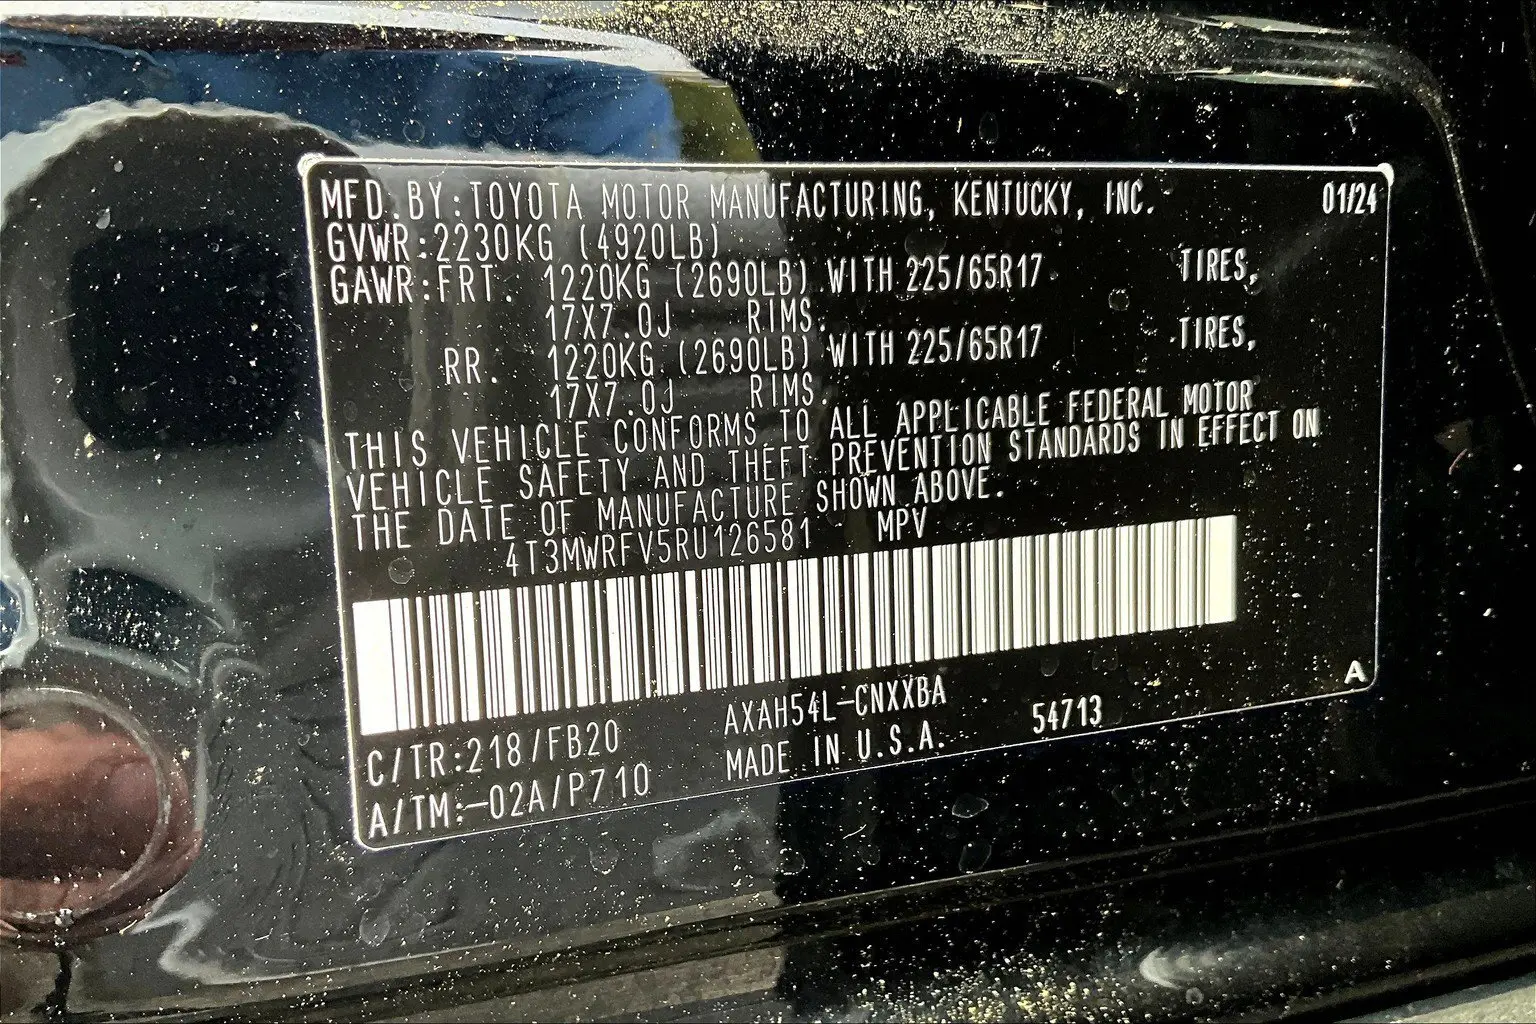 MFD.BY:TOYOTA MOTOR MANUFACTURING, KENTUCKY, INC. 01/24
GVWR:2230KG (4920LB)
GAWR:FRT. 1220KG (2690LB) WITH 225/65R17 TIRES,
17X7.0J RIMS.
RR. 1220KG (2690LB) WITH 225/65R17 TIRES,
17X7.0J RIMS.
THIS VEHICLE CONFORMS TO ALL APPLICABLE FEDERAL MOTOR
VEHICLE SAFETY AND THEFT PREVENTION STANDARDS IN EFFECT ON
THE DATE OF MANUFACTURE SHOWN ABOVE.
4T3MWRFV5RU126581 MPV
A
C/TR:218/FB20 AXAH54L-CNXXBA
A/TM:-02A/P710 MADE IN U.S.A. 54713